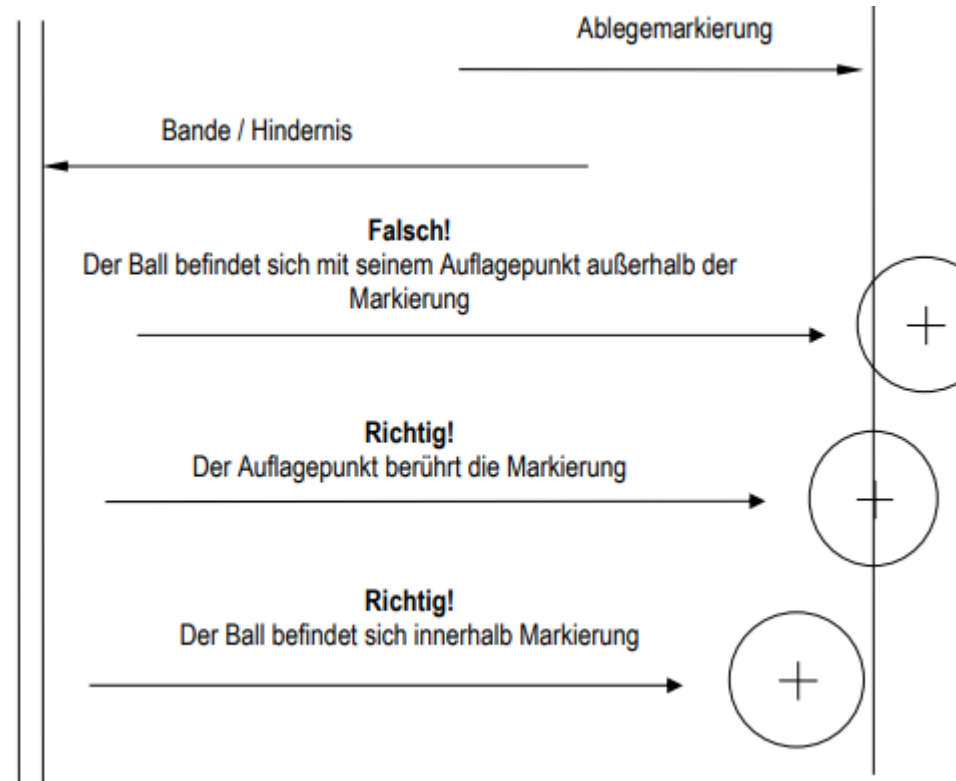 Ablegemarkierung
Bande / Hindernis
Falsch!
Der Ball befindet sich mit seinem Auflagepunkt außerhalb der
Markierung
Richtig!
Der Auflagepunkt berührt die Markierung
Richtig!
Der Ball befindet sich innerhalb Markierung